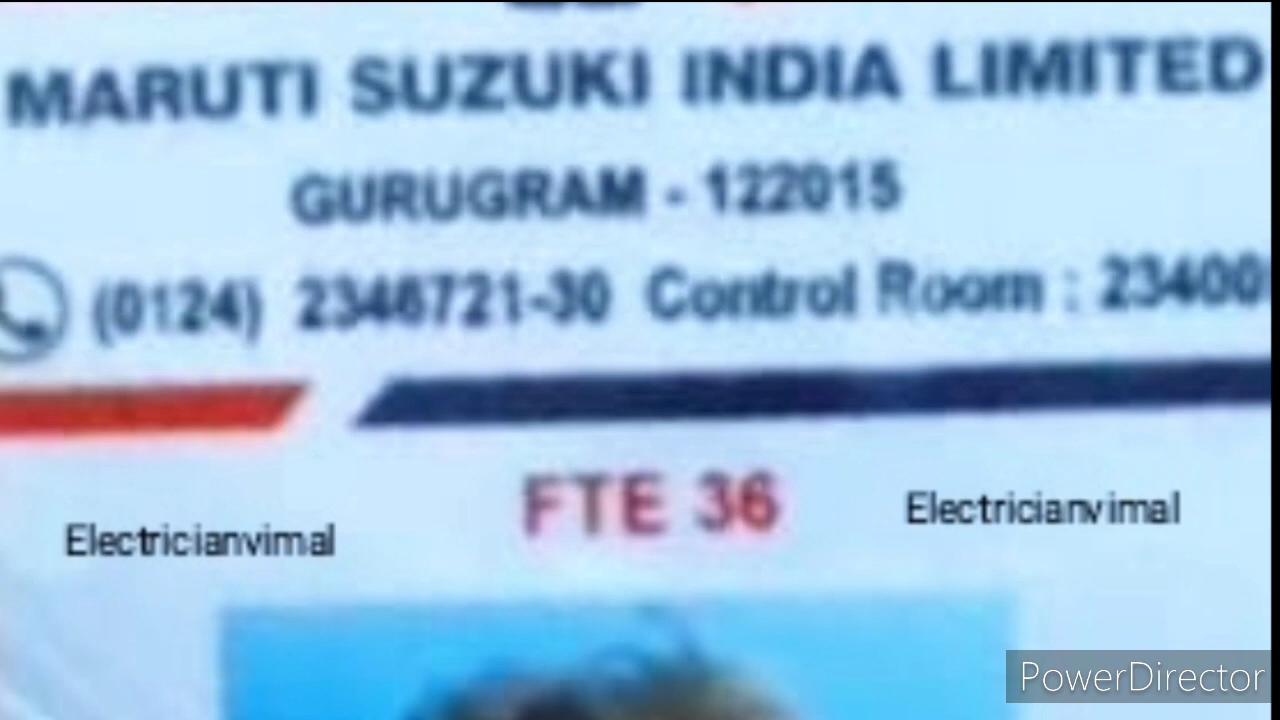 MARUTI SUZUKI INDIA LIMITED
GURUGRAM - 122015
(0124) 2346721-30 Control Room : 23400
FTE 36
Electricianvimal
Electricianvimal
PowerDirector